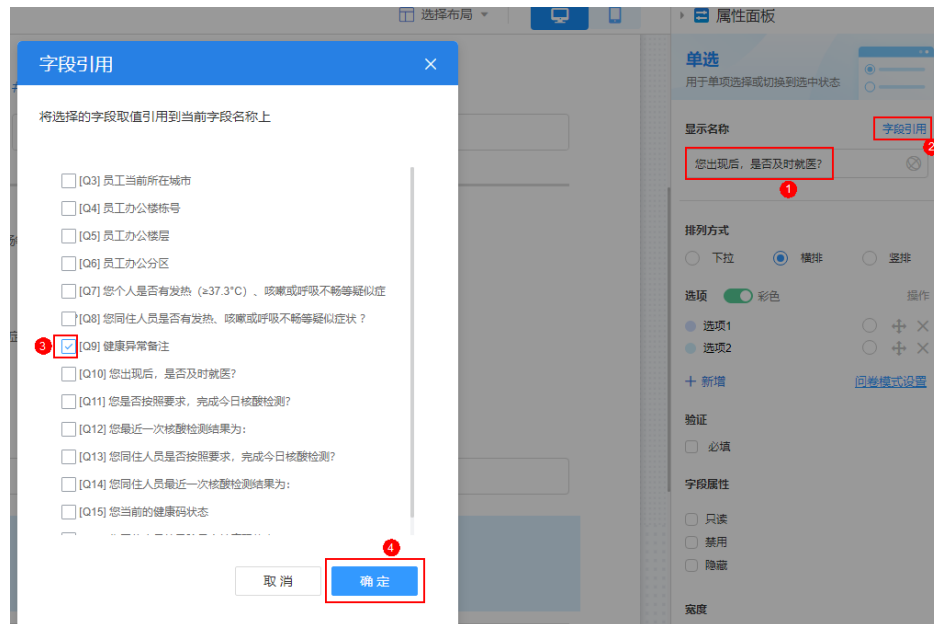 选择布局
属性面板
字段引用
将选择的字段取值引用到当前字段名称上
[Q3] 员工当前所在城市
[Q4] 员工办公楼栋号
[Q5] 员工办公楼层
[Q6] 员工办公分区
[Q7] 您个人是否有发热（≥37.3°C）、咳嗽或呼吸不畅等疑似症
[Q8] 您同住人员是否有发热、咳嗽或呼吸不畅等疑似症状？
3 [Q9] 健康异常备注
[Q10] 您出现后，是否及时就医？
[Q11] 您是否按照要求，完成今日核酸检测？
[Q12] 您最近一次核酸检测结果为：
[Q13] 您同住人员是否按照要求，完成今日核酸检测？
[Q14] 您同住人员最近一次核酸检测结果为：
[Q15] 您当前的健康码状态
4
取消 确定
单选
用于单项选择或切换到选中状态
显示名称 字段引用
2
您出现后，是否及时就医？
1
排列方式
下拉 横排 竖排
选项 彩色 操作
选项1
选项2
新增 问卷模式设置
验证
必填
字段属性
只读
禁用
隐藏
宽度